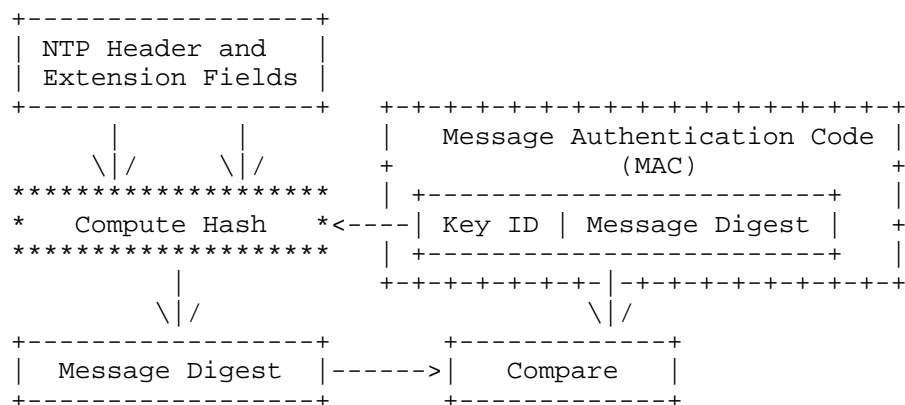 NTP Header and
Extension Fields
Message Authentication Code
(MAC)
Compute Hash
Key ID
Message Digest
Message Digest
Compare